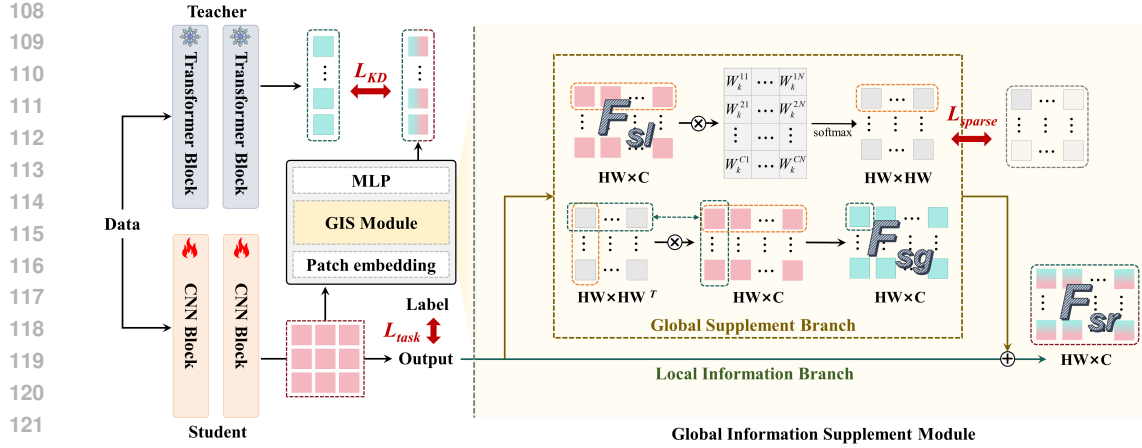 108
109
110
111
112
113
114
115
116
117
118
119
120
121
Teacher
Transformer Block
Transformer Block
L_KD
Data
MLP
GIS Module
Patch embedding
CNN Block
CNN Block
Label
L_task
Output
Student
F_sl
HW×C
W_k^{11} ⋯ W_k^{1N}
W_k^{21} ⋯ W_k^{2N}
W_k^{C1} ⋯ W_k^{CN}
softmax
HW×HW
L_sparse
HW×HW ^T
HW×C
F_sg
HW×C
Global Supplement Branch
Local Information Branch
F_sr
HW×C
Global Information Supplement Module